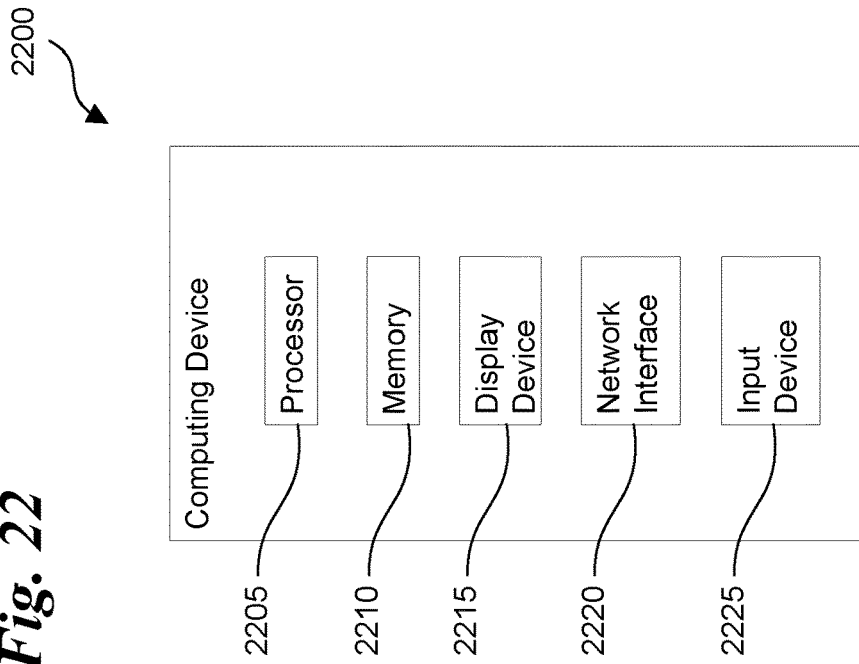 Fig. 22
2200
Computing Device
2205
Processor
2210
Memory
2215
Display
Device
2220
Network
Interface
2225
Input
Device